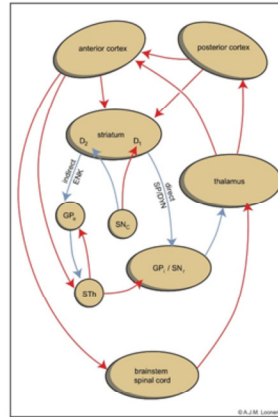 anterior cortex
posterior cortex
striatum
D2
D1
indirect
ENK
direct
SP/DYN
thalamus
GPe
SNC
GPi / SNr
STh
brainstem
spinal cord